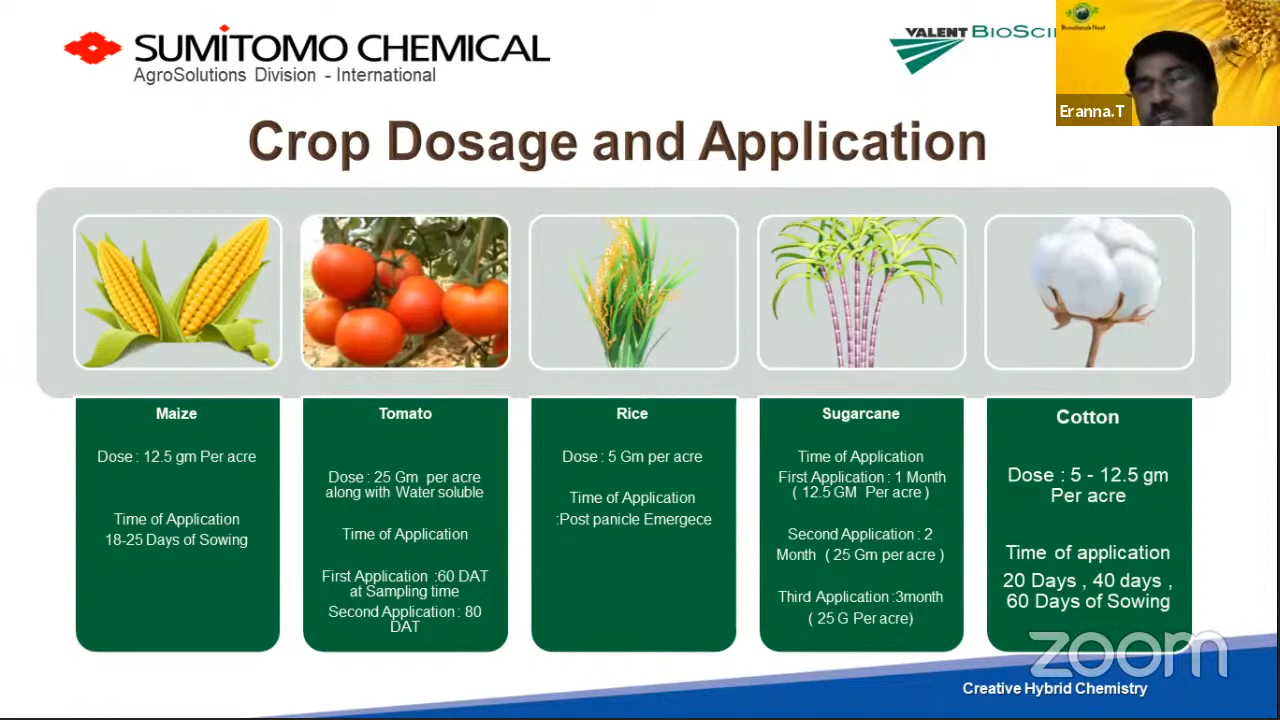 SUMITOMO CHEMICAL
AgroSolutions Division - International
VALENT
Eranna.T
Crop Dosage and Application
Maize
Dose : 12.5 gm Per acre
Time of Application
18-25 Days of Sowing
Tomato
Dose : 25 Gm per acre
along with Water soluble
Time of Application
First Application :60 DAT
at Sampling time
Second Application : 80
DAT
Rice
Dose : 5 Gm per acre
Time of Application
:Post panicle Emergece
Sugarcane
Time of Application
First Application : 1 Month
( 12.5 GM Per acre )
Second Application : 2
Month ( 25 Gm per acre )
Third Application :3month
( 25 G Per acre)
Cotton
Dose : 5 - 12.5 gm
Per acre
Time of application
20 Days , 40 days ,
60 Days of Sowing
zoom
Creative Hybrid Chemistry